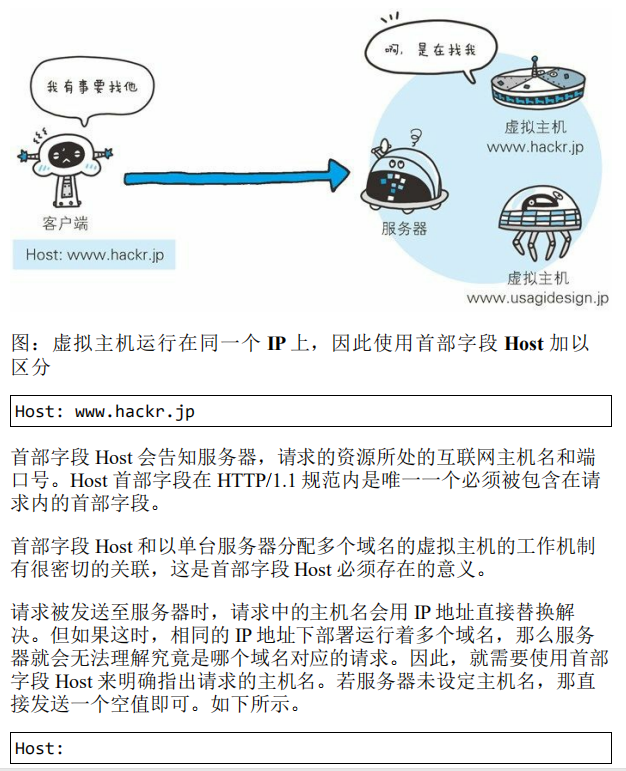 啊，是在找我
我有事要找他
虚拟主机
www.hackr.jp
客户端
服务器
Host: www.hackr.jp
虚拟主机
www.usagidesign.jp
图：虚拟主机运行在同一个 IP 上，因此使用首部字段 Host 加以
区分
Host: www.hackr.jp
首部字段 Host 会告知服务器，请求的资源所处的互联网主机名和端
口号。Host 首部字段在 HTTP/1.1 规范内是唯一一个必须被包含在请
求内的首部字段。
首部字段 Host 和以单台服务器分配多个域名的虚拟主机的工作机制
有很密切的关联，这是首部字段 Host 必须存在的意义。
请求被发送至服务器时，请求中的主机名会用 IP 地址直接替换解
决。但如果这时，相同的 IP 地址下部署运行着多个域名，那么服务
器就会无法理解究竟是哪个域名对应的请求。因此，就需要使用首部
字段 Host 来明确指出请求的主机名。若服务器未设定主机名，那直
接发送一个空值即可。如下所示。
Host: